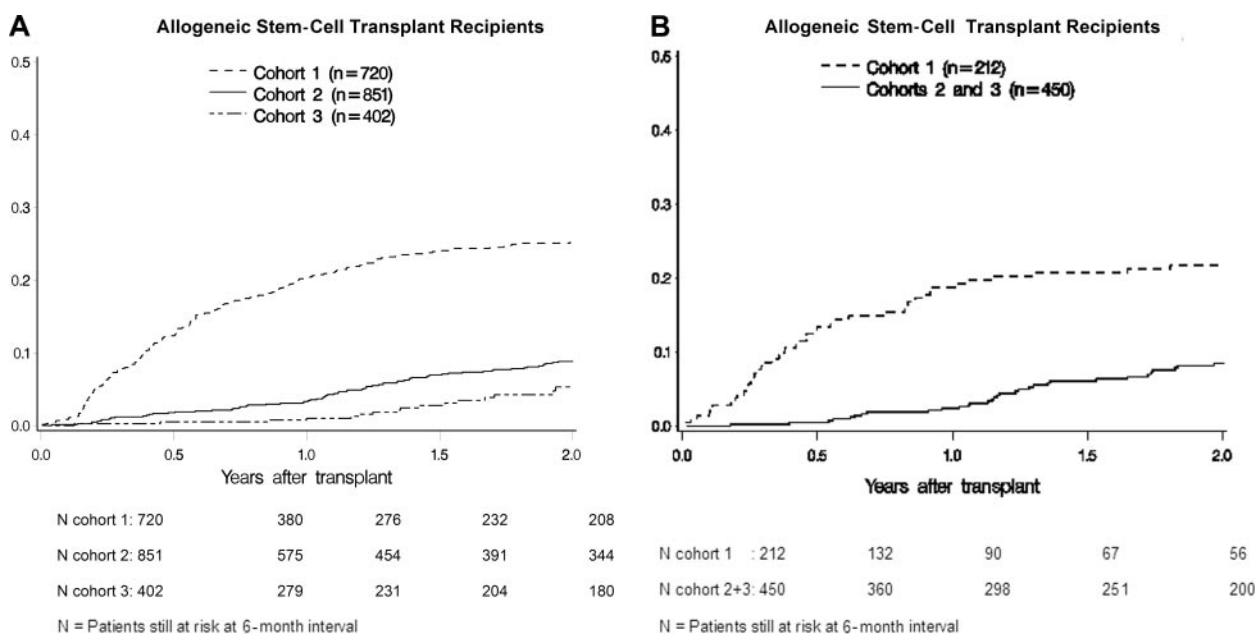 A
Allogeneic Stem-Cell Transplant Recipients
0.5
0.4
0.3
0.2
0.1
0.0
Cohort 1 (n=720)
Cohort 2 (n=851)
Cohort 3 (n=402)
0.0 0.5 1.0 1.5 2.0
Years after transplant
N cohort 1: 720 380 276 232 208
N cohort 2: 851 575 454 391 344
N cohort 3: 402 279 231 204 180
N = Patients still at risk at 6-month interval
B
Allogeneic Stem-Cell Transplant Recipients
0.5
0.4
0.3
0.2
0.1
0.0
Cohort 1 (n=212)
Cohorts 2 and 3 (n=450)
0.0 0.5 1.0 1.5 2.0
Years after transplant
N cohort 1 : 212 132 90 67 56
N cohort 2+3: 450 360 298 251 200
N = Patients still at risk at 6-month interval